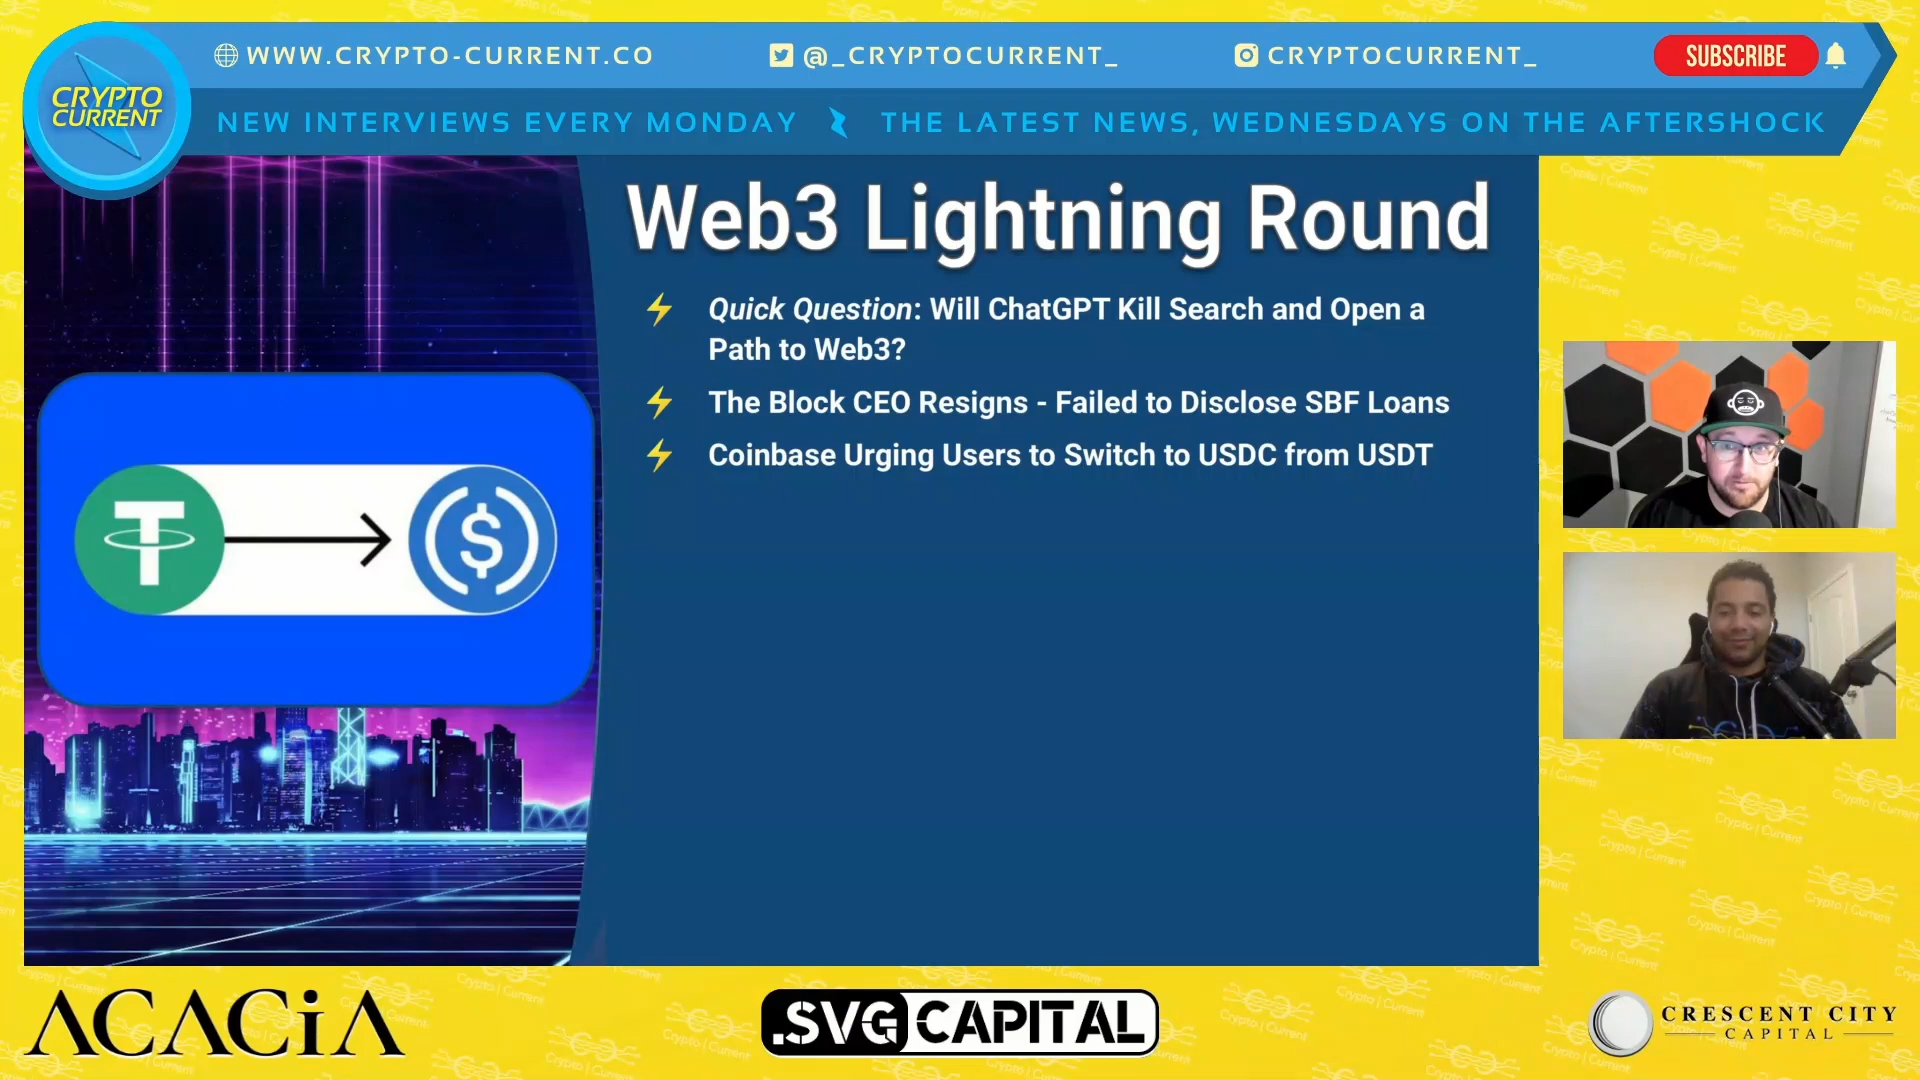 WWW.CRYPTO-CURRENT.CO
@_CRYPTOCURRENT_
CRYPTOCURRENT_
SUBSCRIBE
CRYPTO
CURRENT
NEW INTERVIEWS EVERY MONDAY
THE LATEST NEWS, WEDNESDAYS ON THE AFTERSHOCK
Web3 Lightning Round
Quick Question: Will ChatGPT Kill Search and Open a
Path to Web3?
The Block CEO Resigns - Failed to Disclose SBF Loans
Coinbase Urging Users to Switch to USDC from USDT
ACACiA
.SVG CAPITAL
CRESCENT CITY
CAPITAL